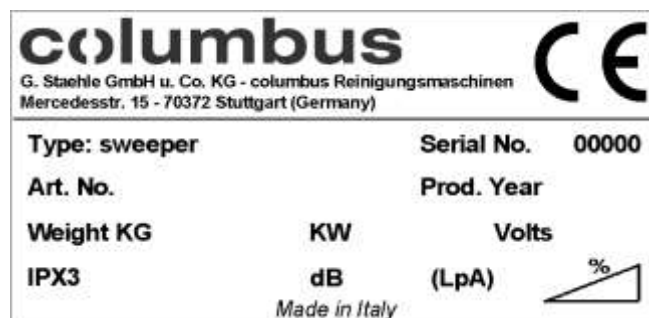 columbus
G. Staehle GmbH u. Co. KG - columbus Reinigungsmaschinen
Mercedesstr. 15 - 70372 Stuttgart (Germany)
CE
Type: sweeper Serial No. 00000
Art. No. Prod. Year
Weight KG KW Volts
IPX3 dB (LpA) %
Made in Italy